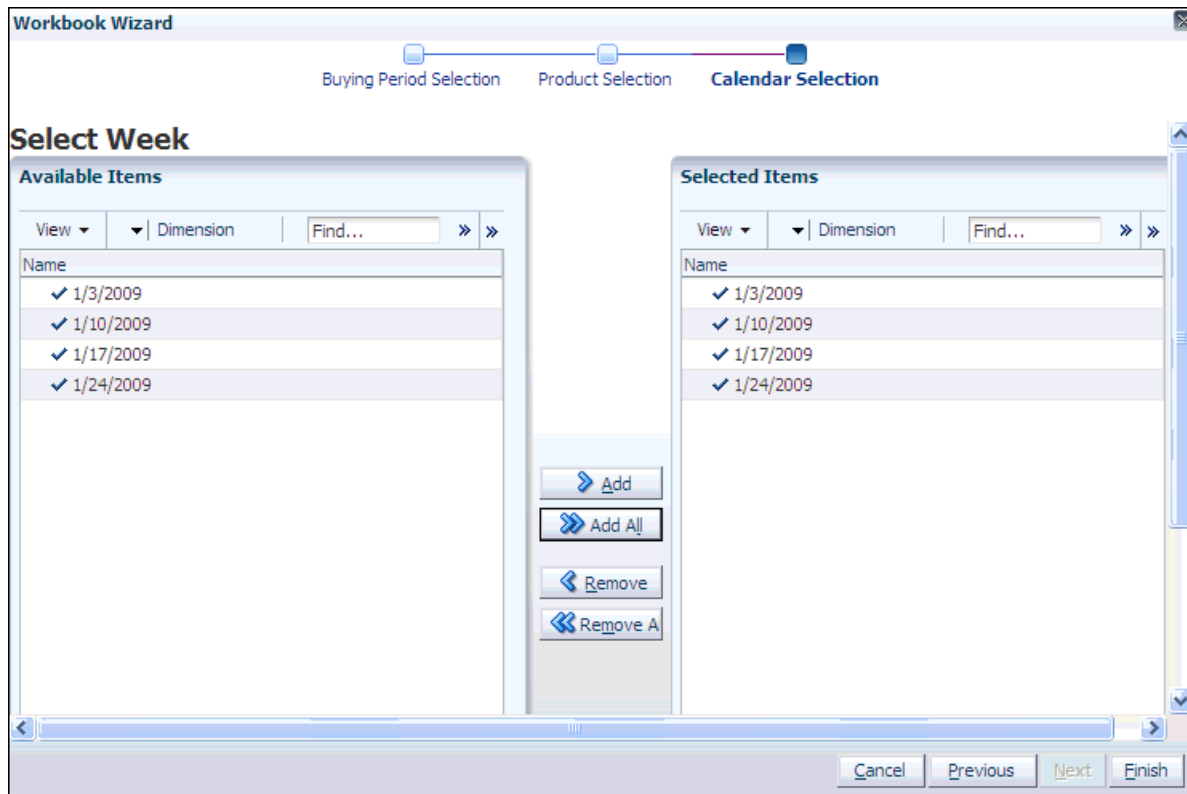 Workbook Wizard
Buying Period Selection Product Selection Calendar Selection
Select Week
Available Items
View Dimension Find...
Name
1/3/2009
1/10/2009
1/17/2009
1/24/2009
Add
Add All
Remove
Remove A
Selected Items
View Dimension Find...
Name
1/3/2009
1/10/2009
1/17/2009
1/24/2009
Cancel Previous Next Finish